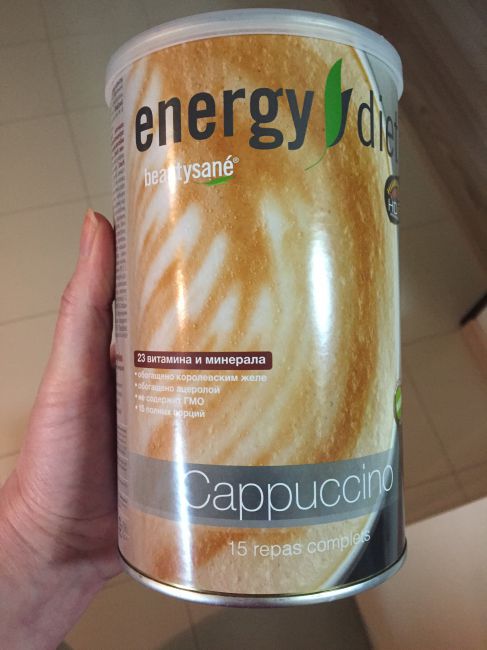 energy diet
beautysané®
HD
23 витамина и минерала
• обогащено королевским желе
• обогащено ацеролой
• не содержит ГМО
• 15 полных порций
Cappuccino
15 repas complets